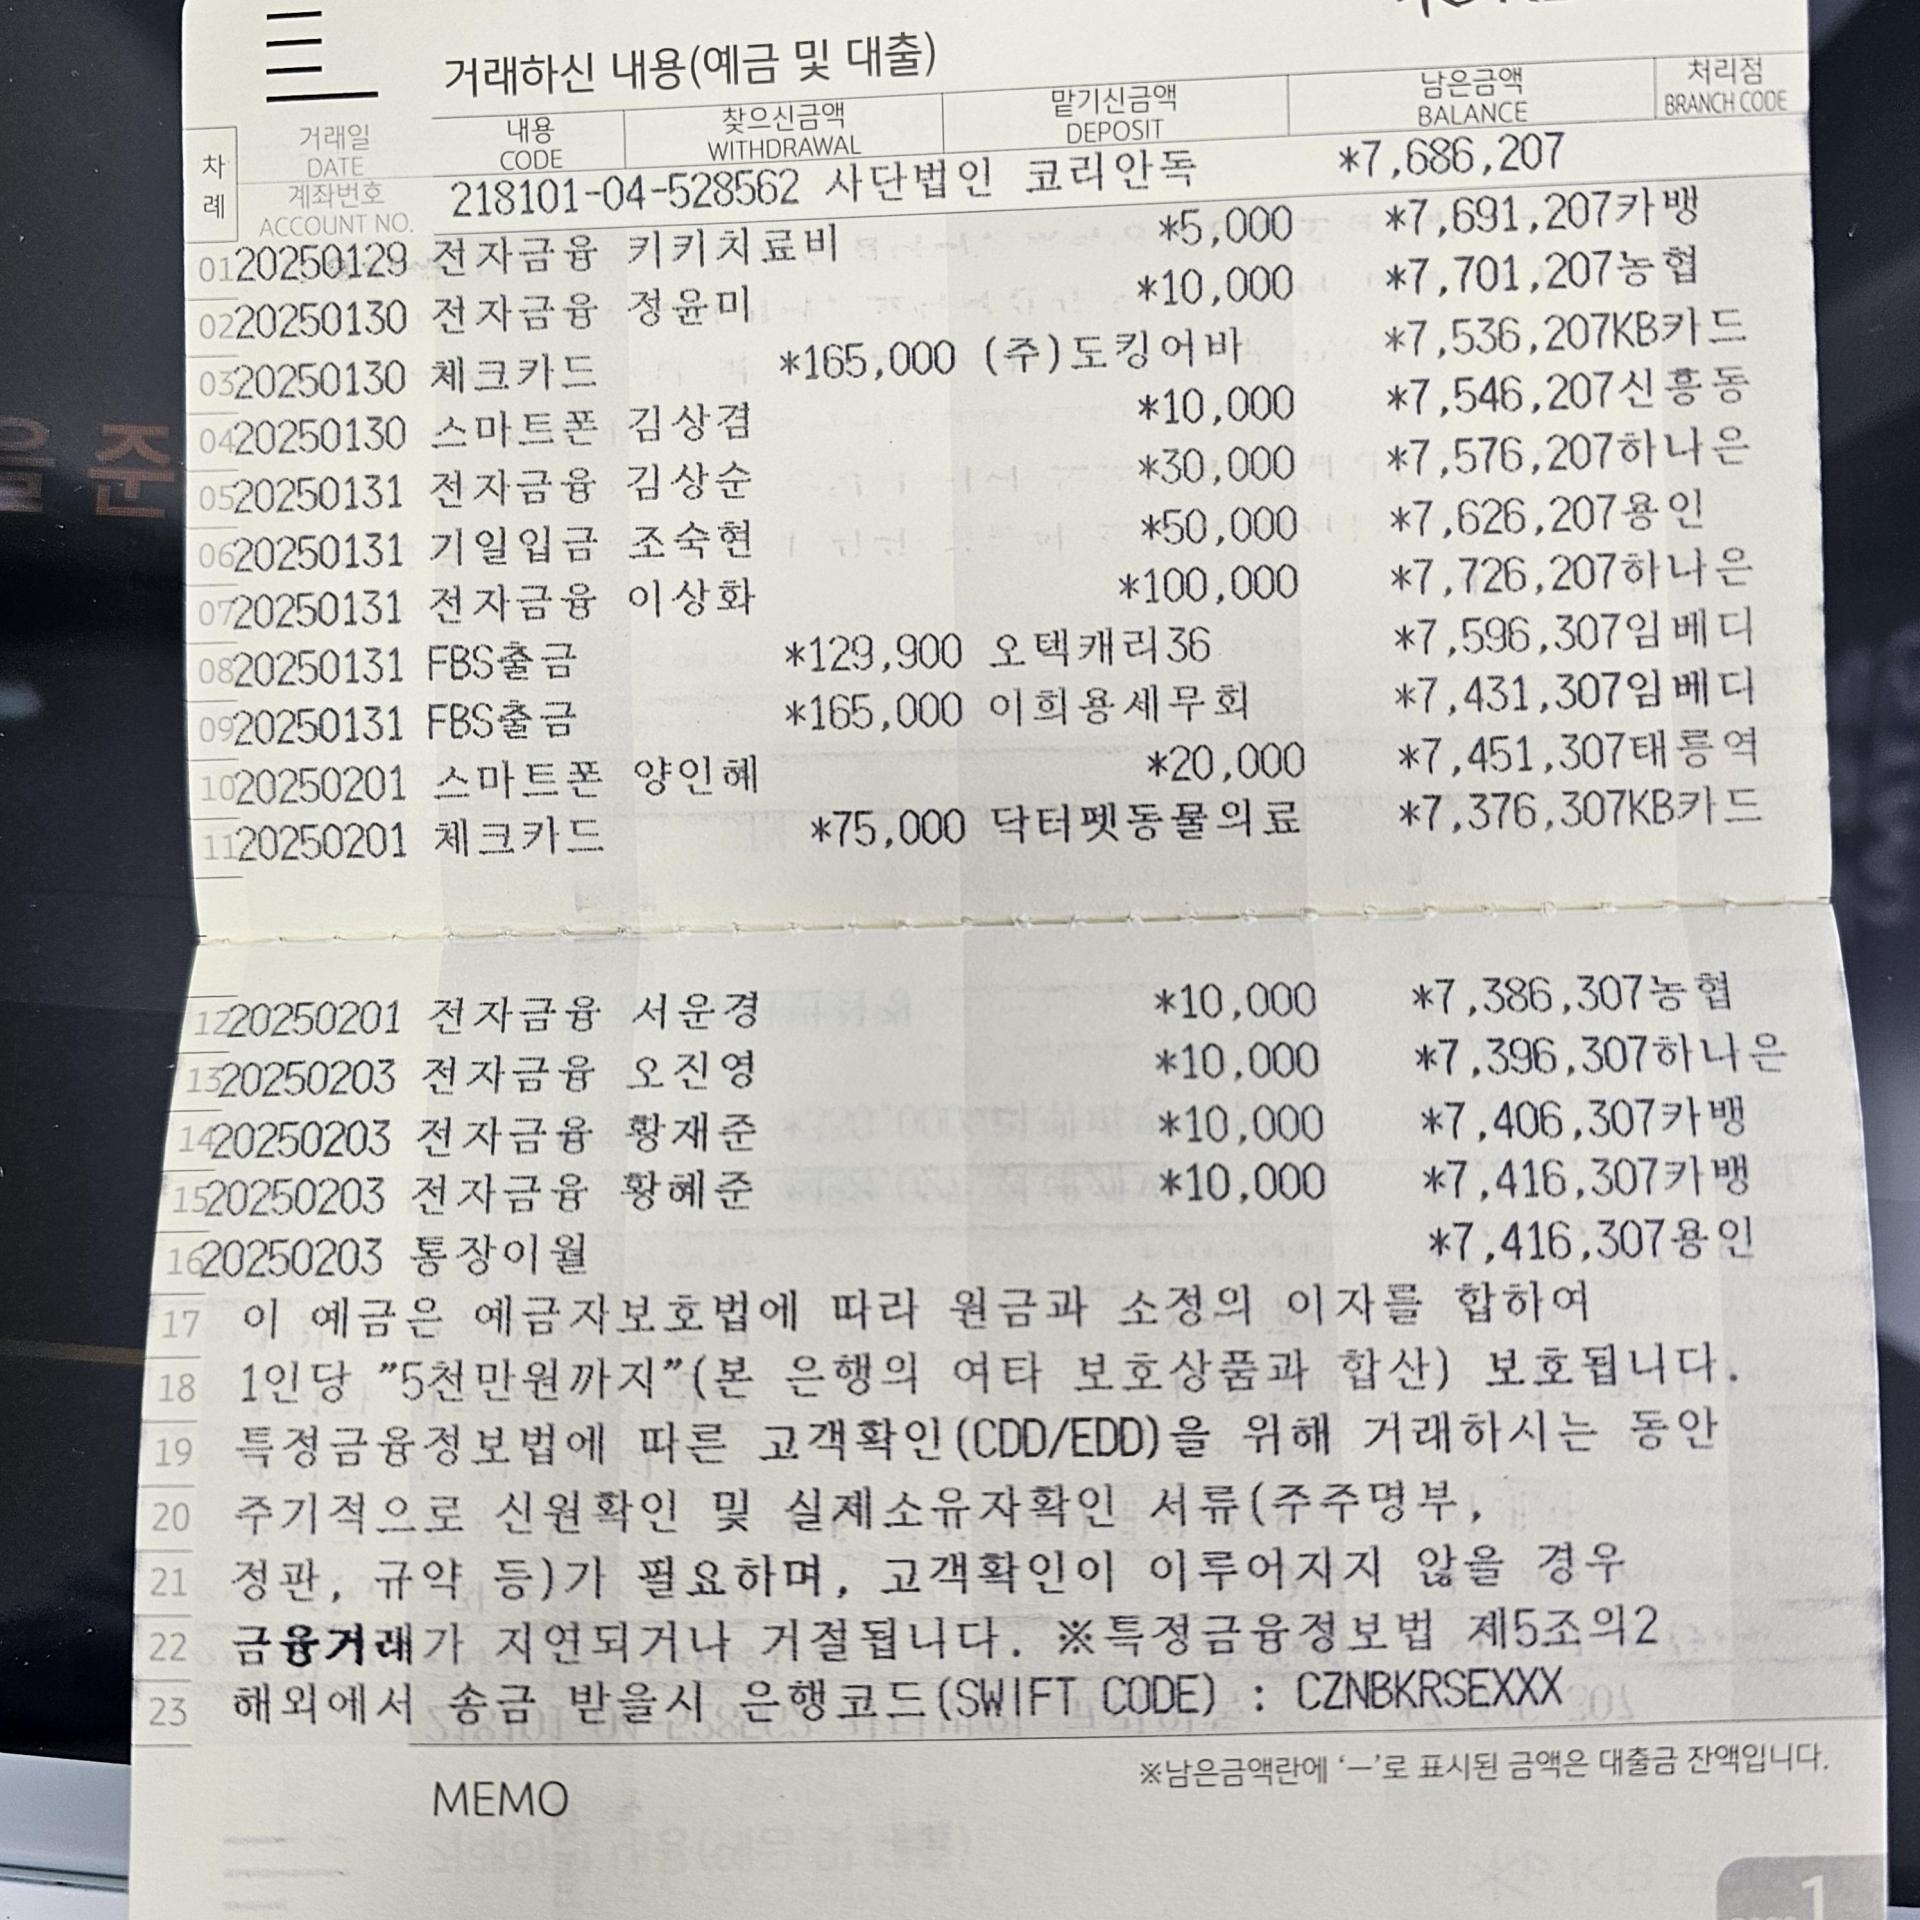 거래하신 내용(예금 및 대출)
거래일 DATE 내용 CODE 찾으신금액 WITHDRAWAL 맡기신금액 DEPOSIT 남은금액 BALANCE 처리점 BRANCH CODE
차례 계좌번호 ACCOUNT NO. 218101-04-528562 사단법인 코리안독 *7,686,207
01 20250129 전자금융 키키치료비 *5,000 *7,691,207카뱅
02 20250130 전자금융 정윤미 *10,000 *7,701,207농협
03 20250130 체크카드 *165,000 (주)도킹어바 *7,536,207KB카드
04 20250130 스마트폰 김상겸 *10,000 *7,546,207신흥동
05 20250131 전자금융 김상순 *30,000 *7,576,207하나은
06 20250131 기일입금 조숙현 *50,000 *7,626,207용인
07 20250131 전자금융 이상화 *100,000 *7,726,207하나은
08 20250131 FBS출금 *129,900 오텍캐리36 *7,596,307임베디
09 20250131 FBS출금 *165,000 이희용세무회 *7,431,307임베디
10 20250201 스마트폰 양인혜 *20,000 *7,451,307태릉역
11 20250201 체크카드 *75,000 닥터펫동물의료 *7,376,307KB카드
12 20250201 전자금융 서운경 *10,000 *7,386,307농협
13 20250203 전자금융 오진영 *10,000 *7,396,307하나은
14 20250203 전자금융 황재준 *10,000 *7,406,307카뱅
15 20250203 전자금융 황혜준 *10,000 *7,416,307카뱅
16 20250203 통장이월 *7,416,307용인
17 이 예금은 예금자보호법에 따라 원금과 소정의 이자를 합하여
18 1인당 "5천만원까지"(본 은행의 여타 보호상품과 합산) 보호됩니다.
19 특정금융정보법에 따른 고객확인(CDD/EDD)을 위해 거래하시는 동안
20 주기적으로 신원확인 및 실제소유자확인 서류(주주명부,
21 정관, 규약 등)가 필요하며, 고객확인이 이루어지지 않을 경우
22 금융거래가 지연되거나 거절됩니다. ※특정금융정보법 제5조의2
23 해외에서 송금 받을시 은행코드(SWIFT CODE) : CZNBKRSEXXX
※남은금액란에 '－'로 표시된 금액은 대출금 잔액입니다.
MEMO
1